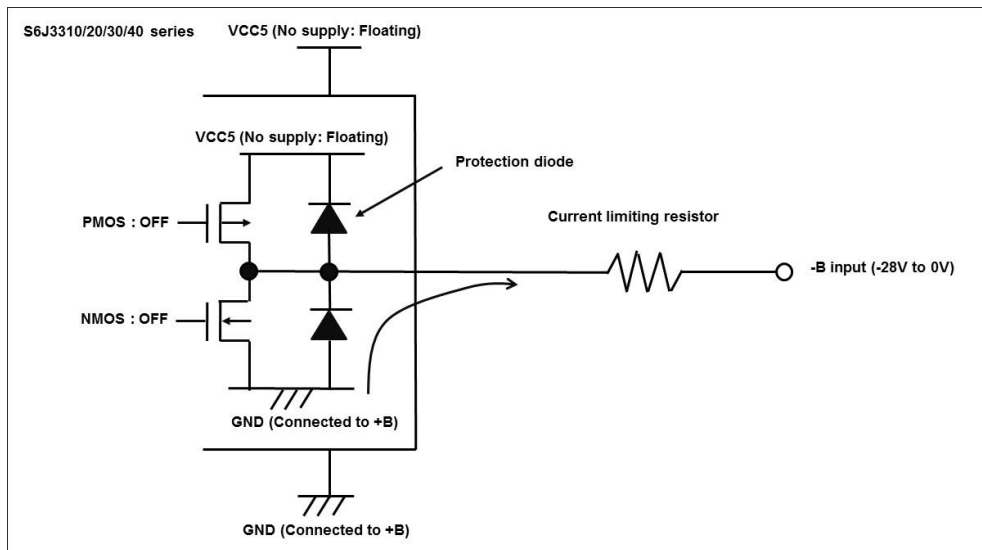 S6J3310/20/30/40 series
VCC5 (No supply: Floating)
VCC5 (No supply: Floating)
Protection diode
Current limiting resistor
PMOS : OFF
-B input (-28V to 0V)
NMOS : OFF
GND (Connected to +B)
GND (Connected to +B)